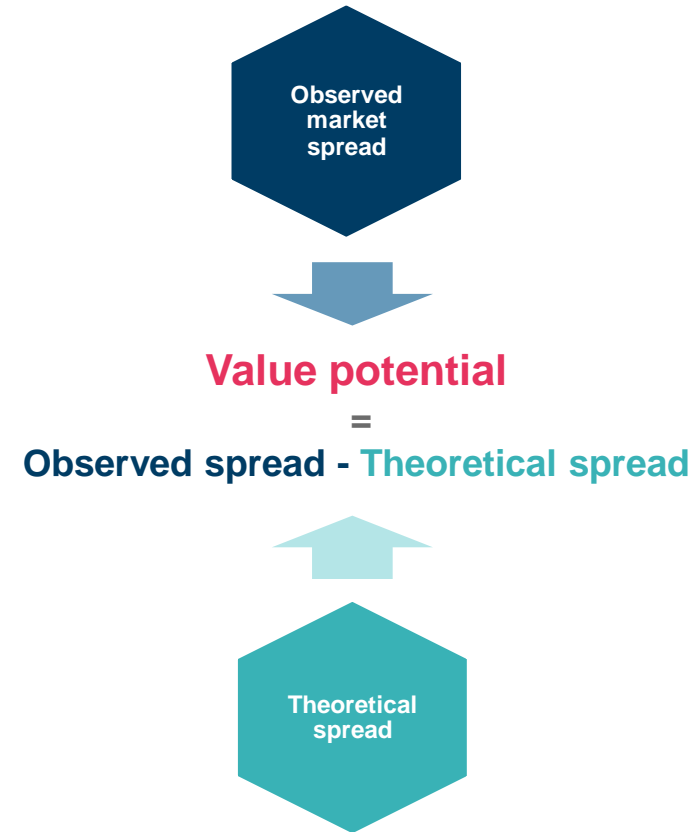 Observed
market
spread
Value potential
=
Observed spread - Theoretical spread
Theoretical
spread